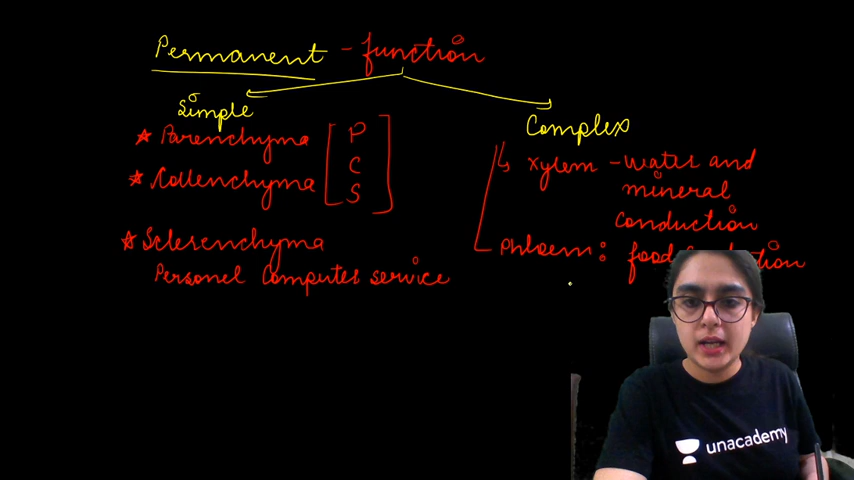 Permanent - function
Simple
Complex
* Parenchyma [ P
* Collenchyma C
S ]
* Sclerenchyma
Personel Computer service
↳ Xylem - water and
mineral
conduction
Phloem : food
unacademy